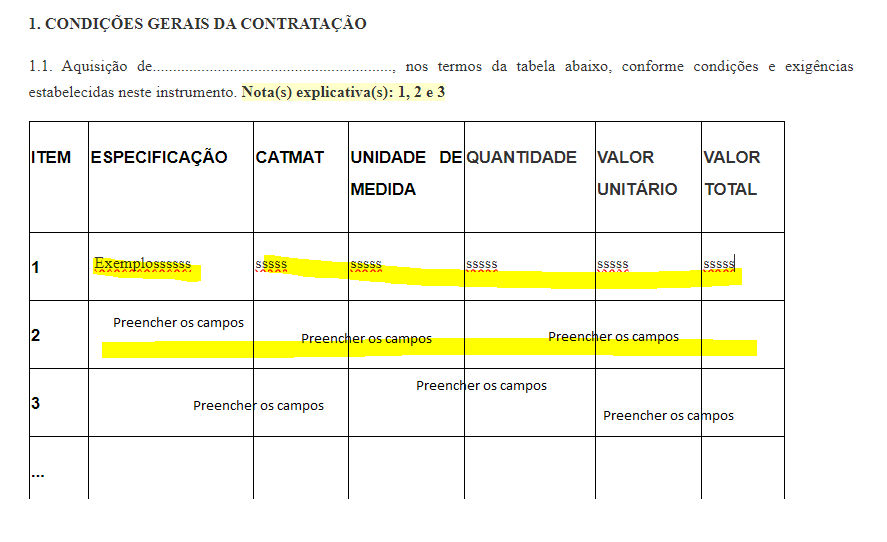 1. CONDIÇÕES GERAIS DA CONTRATAÇÃO
1.1. Aquisição de............................................................, nos termos da tabela abaixo, conforme condições e exigências
estabelecidas neste instrumento. Nota(s) explicativa(s): 1, 2 e 3
ITEM ESPECIFICAÇÃO CATMAT UNIDADE DE MEDIDA QUANTIDADE VALOR UNITÁRIO VALOR TOTAL
1 Exemplossssss sssss sssss sssss sssss sssss
2 Preencher os campos Preencher os campos Preencher os campos
3 Preencher os campos Preencher os campos Preencher os campos
...